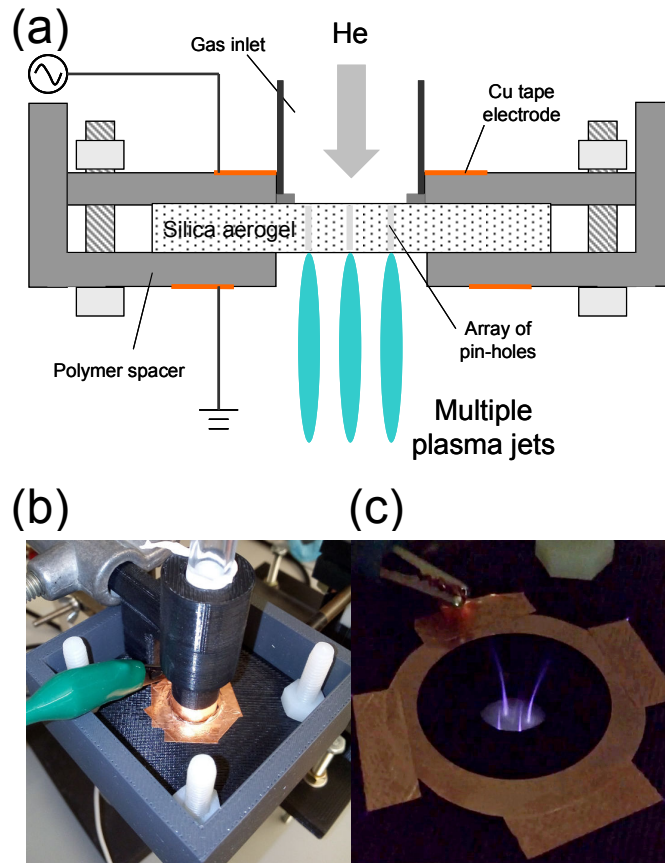 (a)
Gas inlet
He
Cu tape
electrode
Silica aerogel
Array of
pin-holes
Polymer spacer
Multiple
plasma jets
(b)
(c)